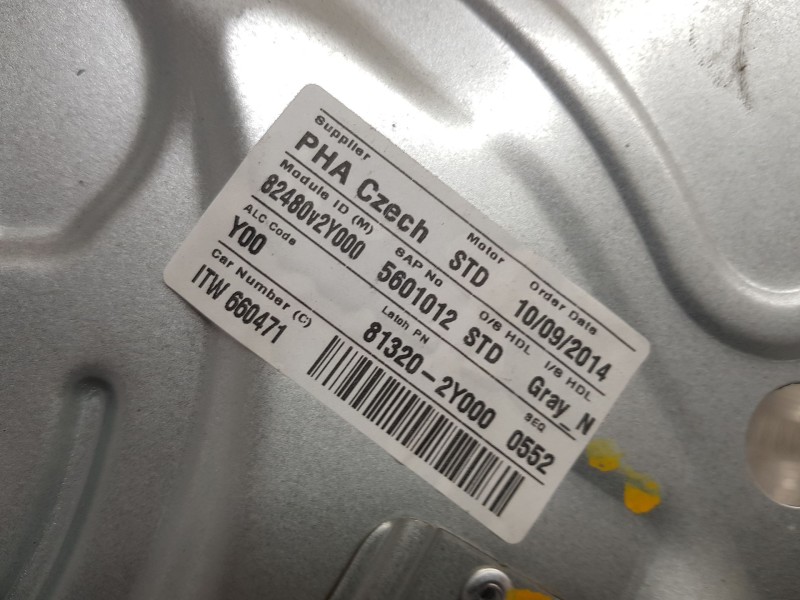 Supplier Motor Order Date
PHA Czech STD 10/09/2014
Module ID (M) SAP No O/S HDL I/S HDL
82480v2Y000 5601012 STD Gray_N
ALC Code Latch PN SEQ
Y00 81320-2Y000 0552
Car Number (C)
ITW 660471